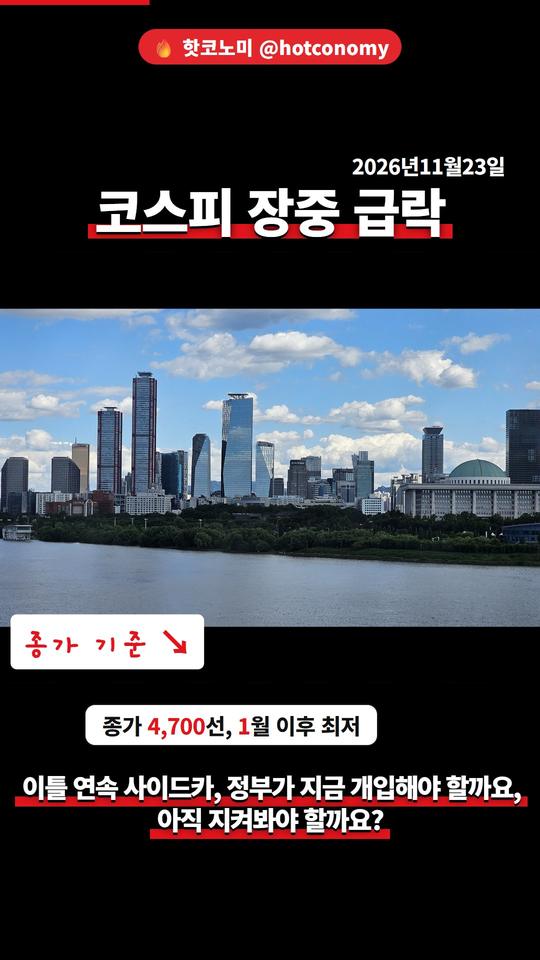 🔥 핫코노미 @hotconomy
2026년11월23일
코스피 장중 급락
종가 기준 ↘
종가 4,700선, 1월 이후 최저
이틀 연속 사이드카, 정부가 지금 개입해야 할까요,
아직 지켜봐야 할까요?